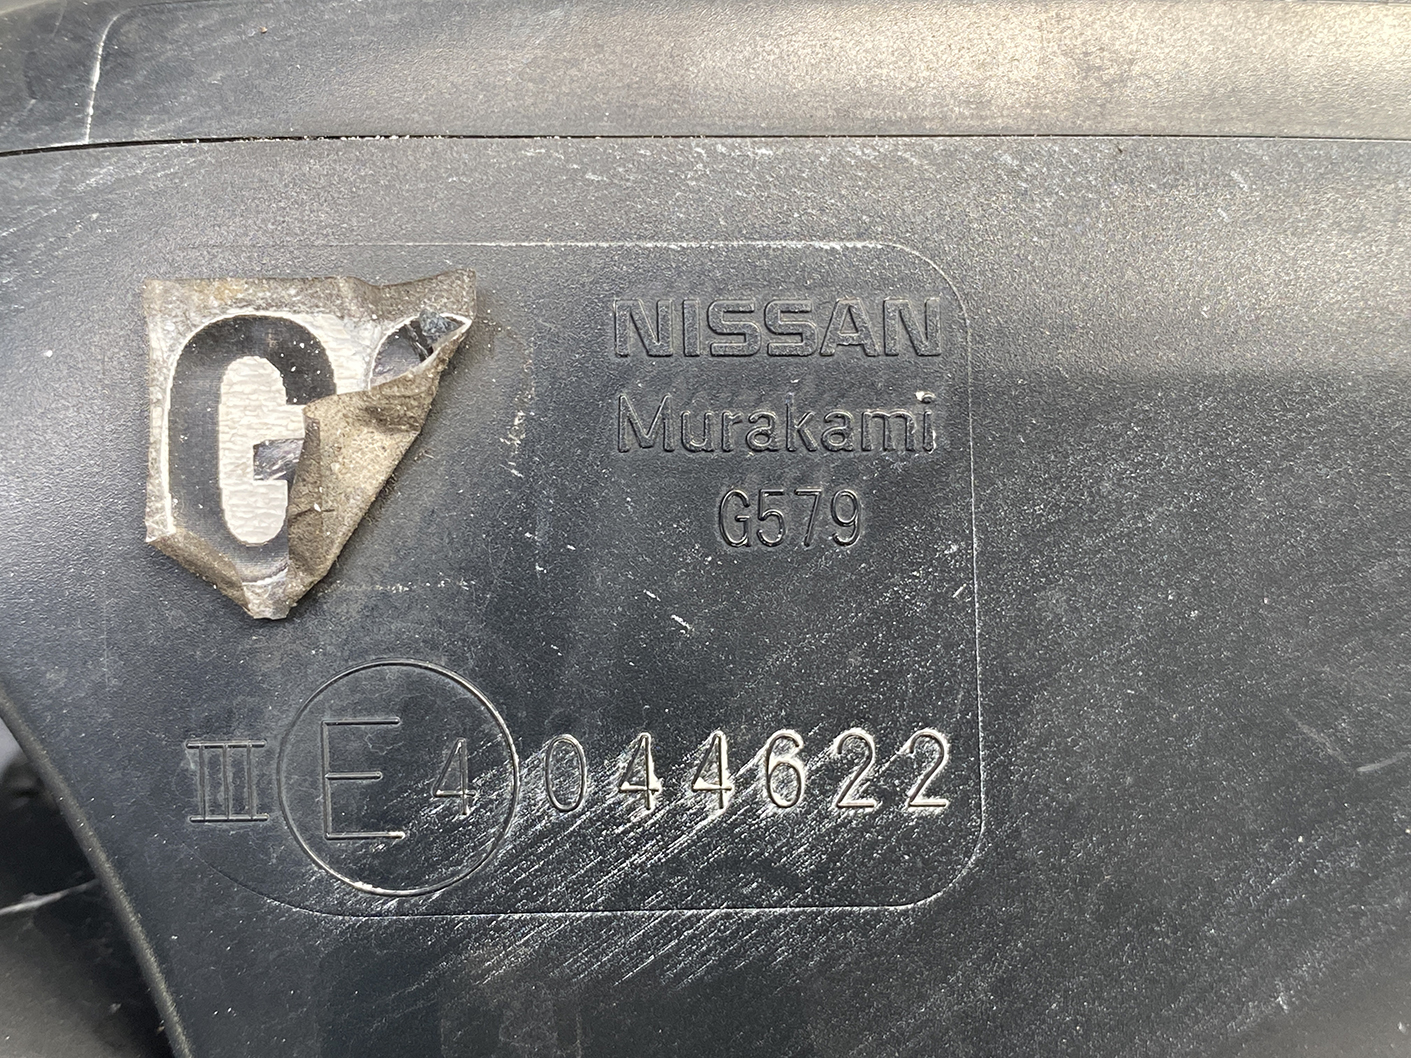 G
NISSAN
Murakami
G579
III E4 044622